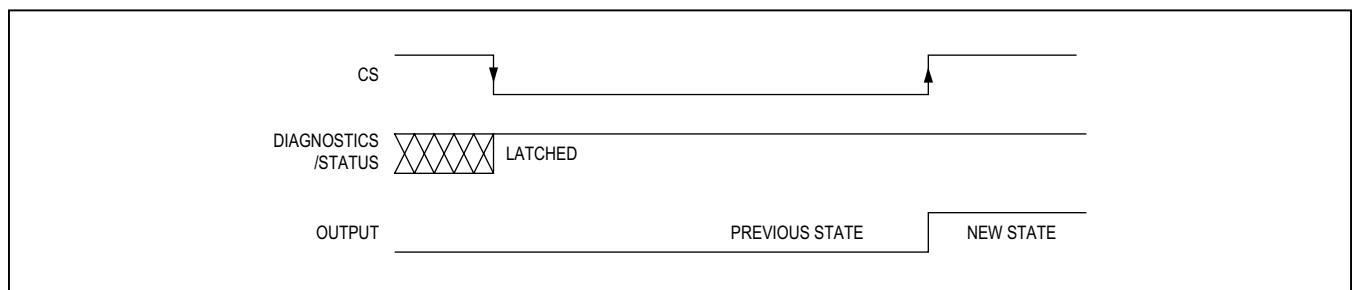 CS
DIAGNOSTICS
/STATUS
LATCHED
OUTPUT
PREVIOUS STATE
NEW STATE